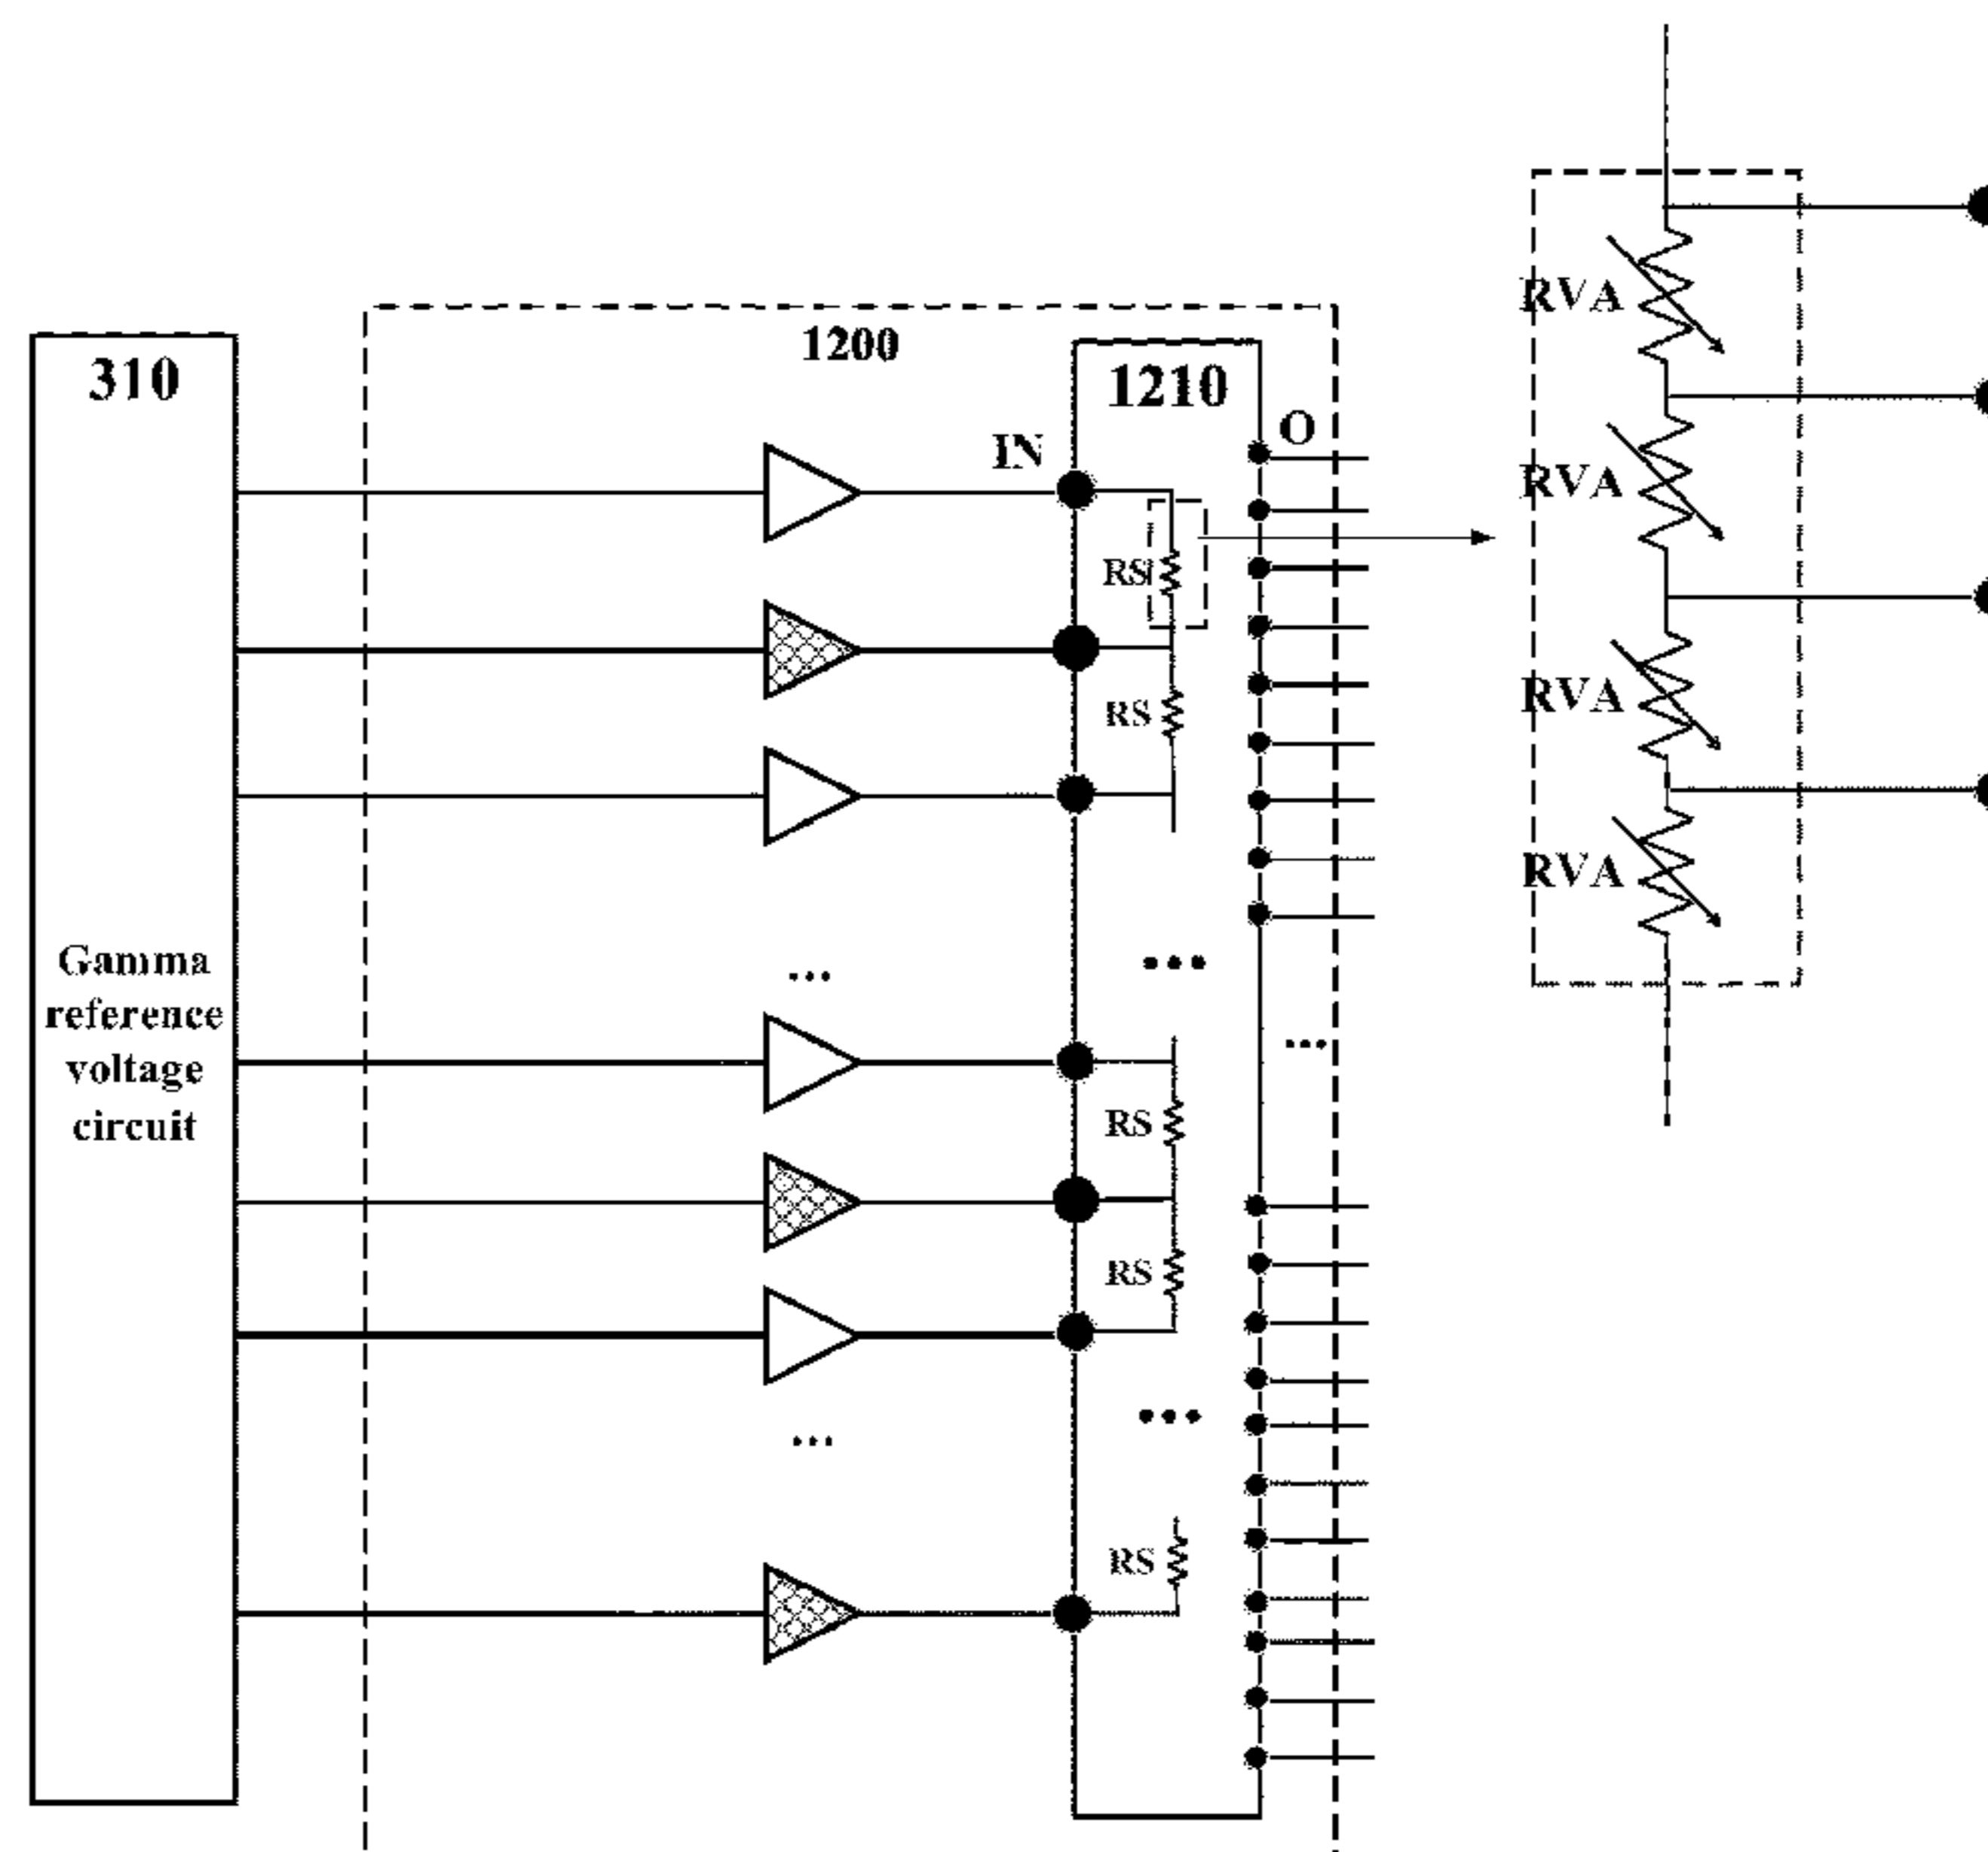 310
1200
1210
IN
O
RS
RS
...
...
Gamma
reference
voltage
circuit
...
RS
RS
...
...
RS
RVA
RVA
RVA
RVA